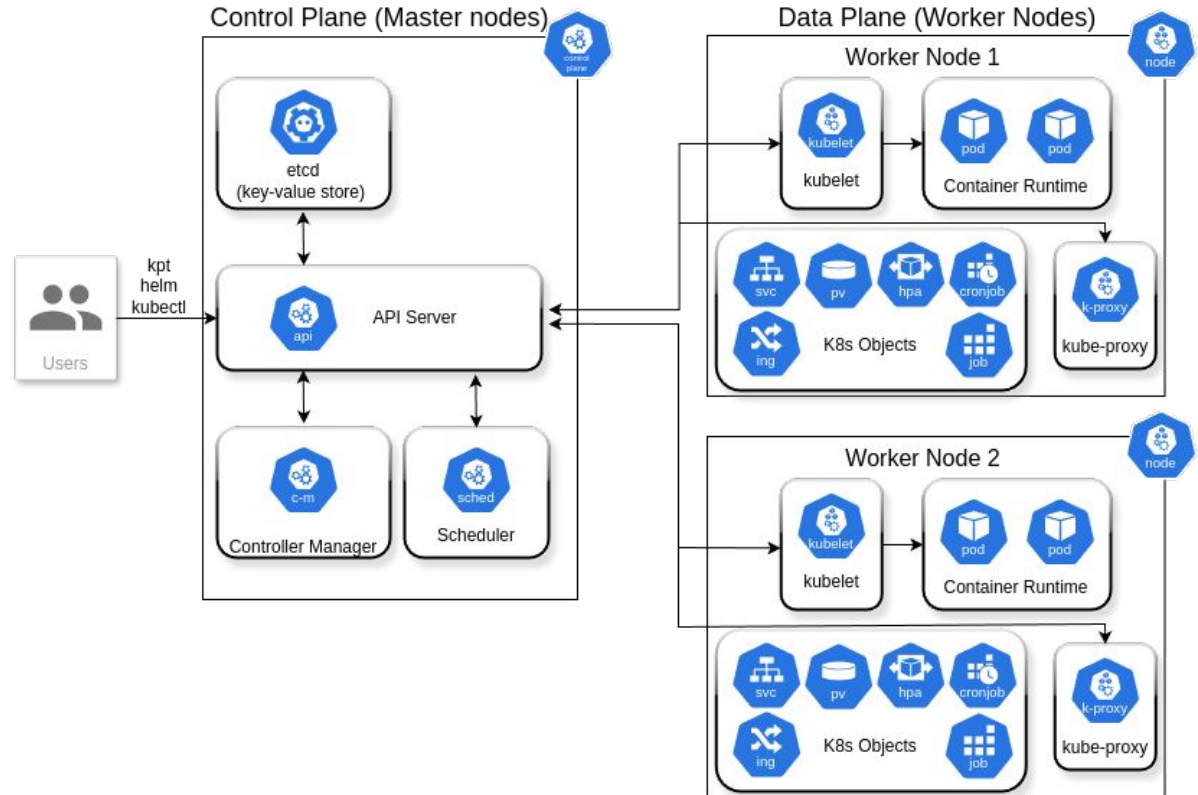 Control Plane (Master nodes)
control
plane
etcd
(key-value store)
kpt
helm
kubectl
Users
api
API Server
c-m
Controller Manager
sched
Scheduler
Data Plane (Worker Nodes)
node
Worker Node 1
kubelet
kubelet
pod
pod
Container Runtime
svc
pv
hpa
cronjob
ing
K8s Objects
job
k-proxy
kube-proxy
node
Worker Node 2
kubelet
kubelet
pod
pod
Container Runtime
svc
pv
hpa
cronjob
ing
K8s Objects
job
k-proxy
kube-proxy